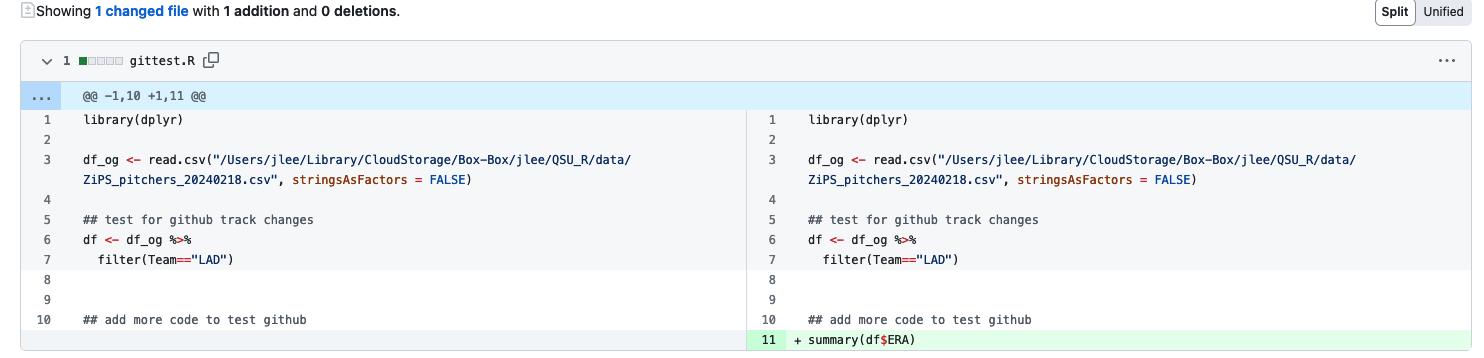 Showing 1 changed file with 1 addition and 0 deletions.
Split Unified
1 gittest.R
@@ -1,10 +1,11 @@
1 library(dplyr)
2
3 df_og <- read.csv("/Users/jlee/Library/CloudStorage/Box-Box/jlee/QSU_R/data/
ZiPS_pitchers_20240218.csv", stringsAsFactors = FALSE)
4
5 ## test for github track changes
6 df <- df_og %>%
7 filter(Team=="LAD")
8
9
10 ## add more code to test github
1 library(dplyr)
2
3 df_og <- read.csv("/Users/jlee/Library/CloudStorage/Box-Box/jlee/QSU_R/data/
ZiPS_pitchers_20240218.csv", stringsAsFactors = FALSE)
4
5 ## test for github track changes
6 df <- df_og %>%
7 filter(Team=="LAD")
8
9
10 ## add more code to test github
11 + summary(df$ERA)